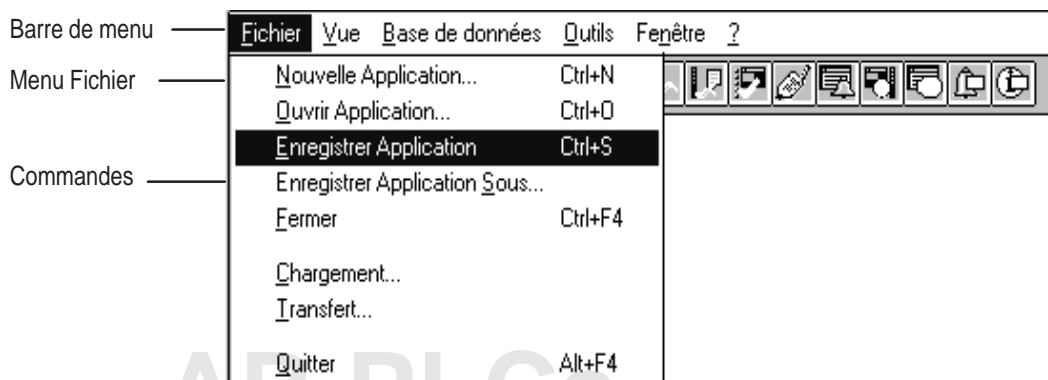 Barre de menu
Fichier Vue Base de données Outils Fenêtre ?
Menu Fichier
Nouvelle Application... Ctrl+N
Ouvrir Application... Ctrl+O
Enregistrer Application Ctrl+S
Commandes
Enregistrer Application Sous...
Fermer Ctrl+F4
Chargement...
Transfert...
Quitter Alt+F4